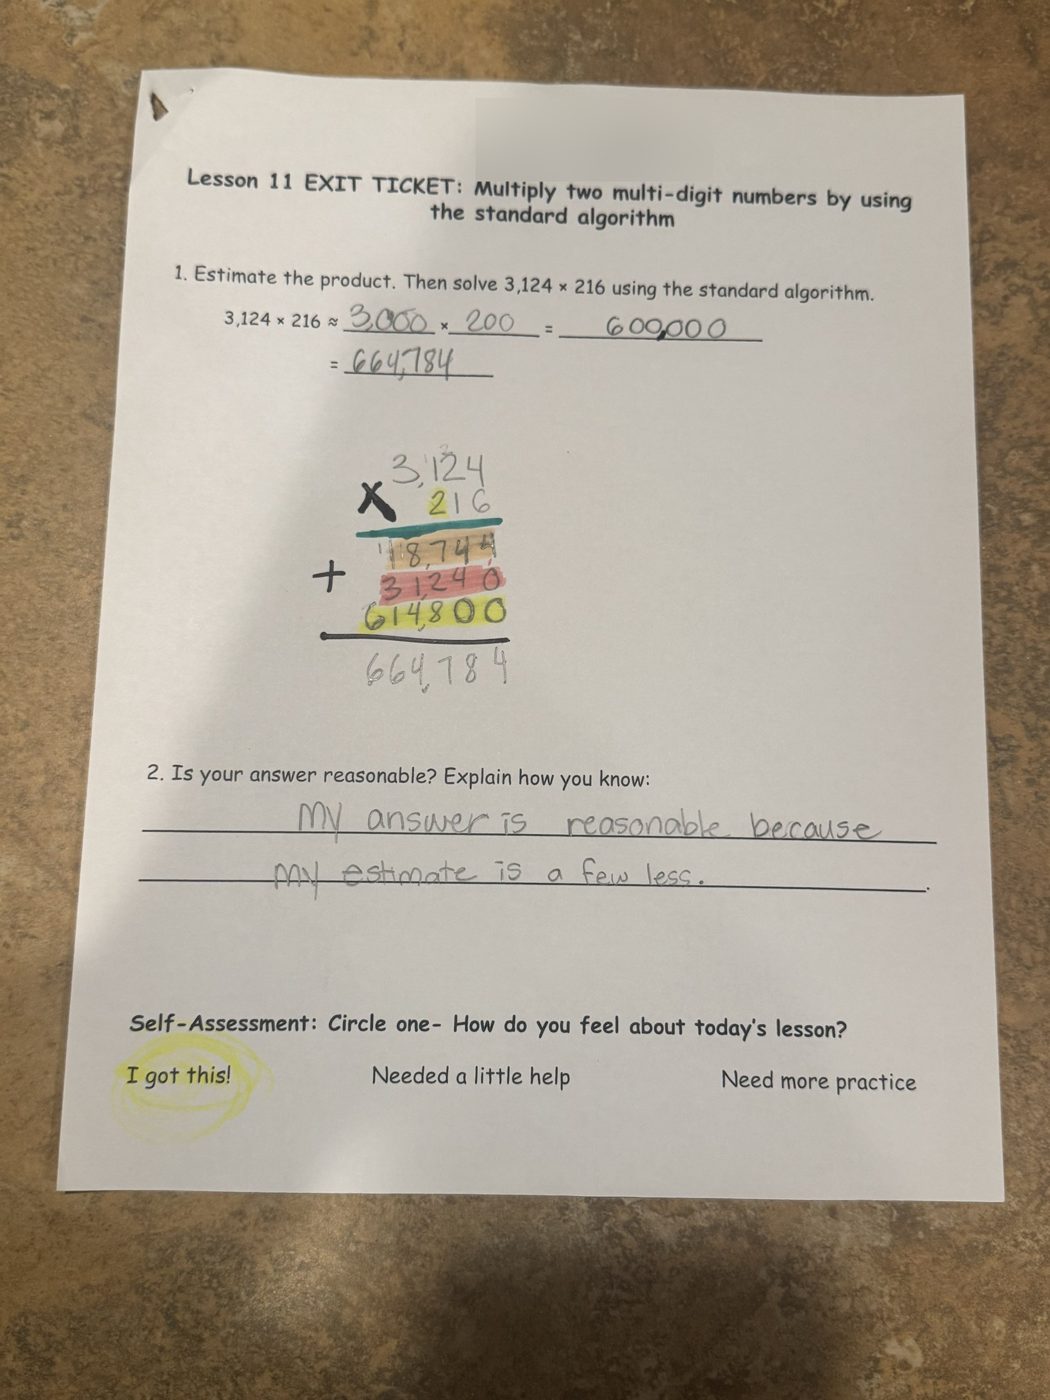 Lesson 11 EXIT TICKET: Multiply two multi-digit numbers by using
the standard algorithm
1. Estimate the product. Then solve 3,124 × 216 using the standard algorithm.
3,124 × 216 ≈ 3,000 × 200 = 600,000
= 664,784
3,124
X 216
18,744
+ 31,240
614,800
664,784
2. Is your answer reasonable? Explain how you know:
My answer is reasonable because
my estimate is a few less.
Self-Assessment: Circle one- How do you feel about today's lesson?
I got this! Needed a little help Need more practice